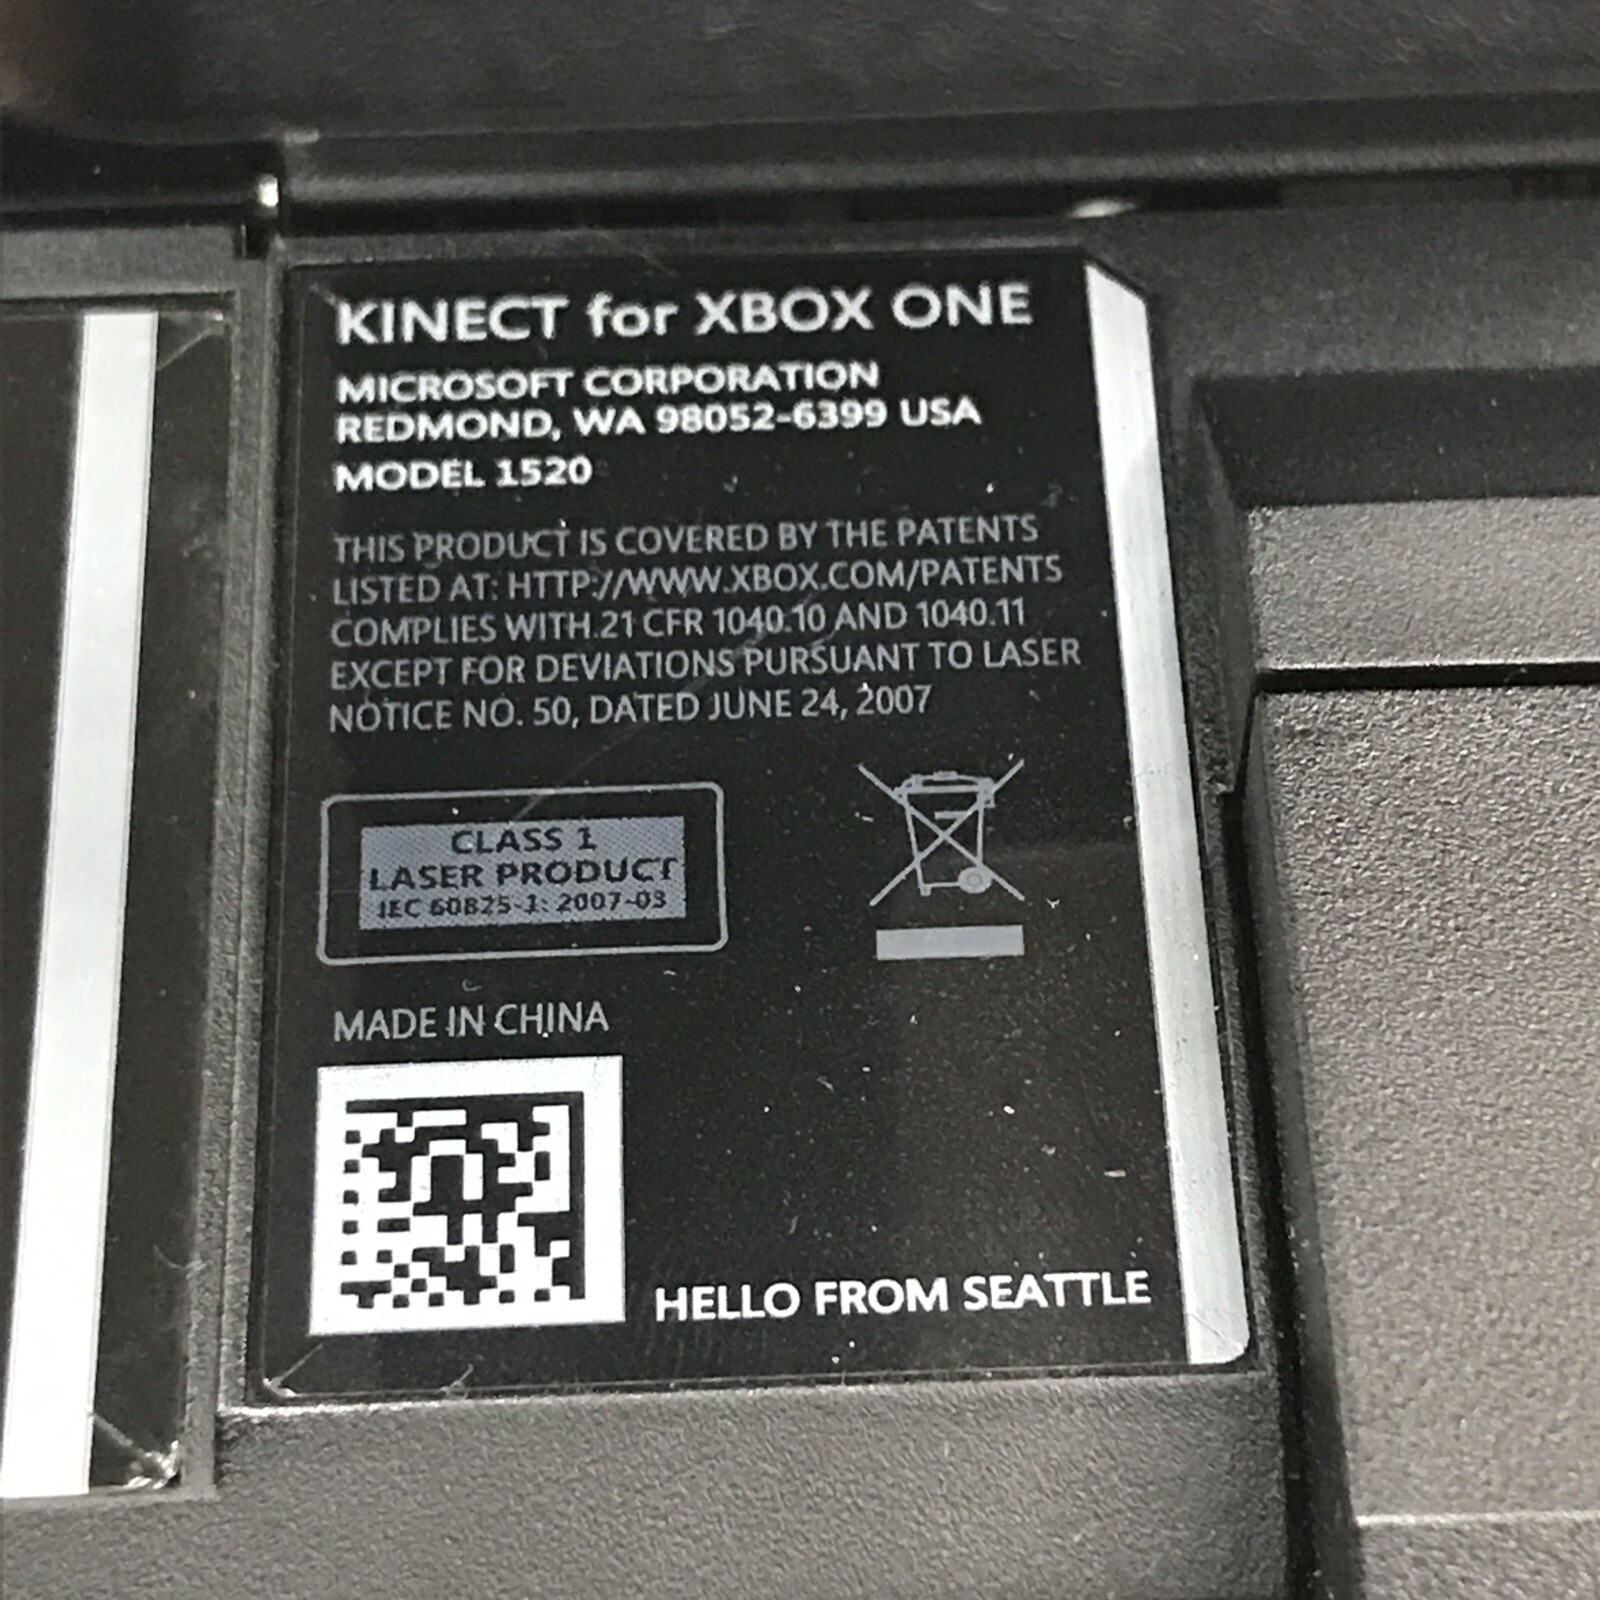 KINECT for XBOX ONE
MICROSOFT CORPORATION
REDMOND, WA 98052-6399 USA
MODEL 1520
THIS PRODUCT IS COVERED BY THE PATENTS
LISTED AT: HTTP://WWW.XBOX.COM/PATENTS
COMPLIES WITH 21 CFR 1040.10 AND 1040.11
EXCEPT FOR DEVIATIONS PURSUANT TO LASER
NOTICE NO. 50, DATED JUNE 24, 2007
CLASS 1
LASER PRODUCT
IEC 60825-1: 2007-03
MADE IN CHINA
HELLO FROM SEATTLE